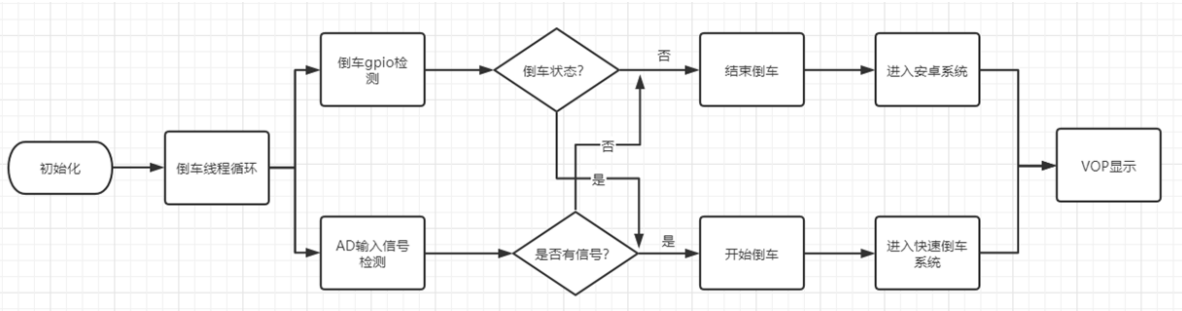 初始化
倒车线程循环
倒车gpio检
测
倒车状态?
否
结束倒车
进入安卓系统
否
是
AD输入信号
检测
是否有信号?
是
开始倒车
进入快速倒车
系统
VOP显示